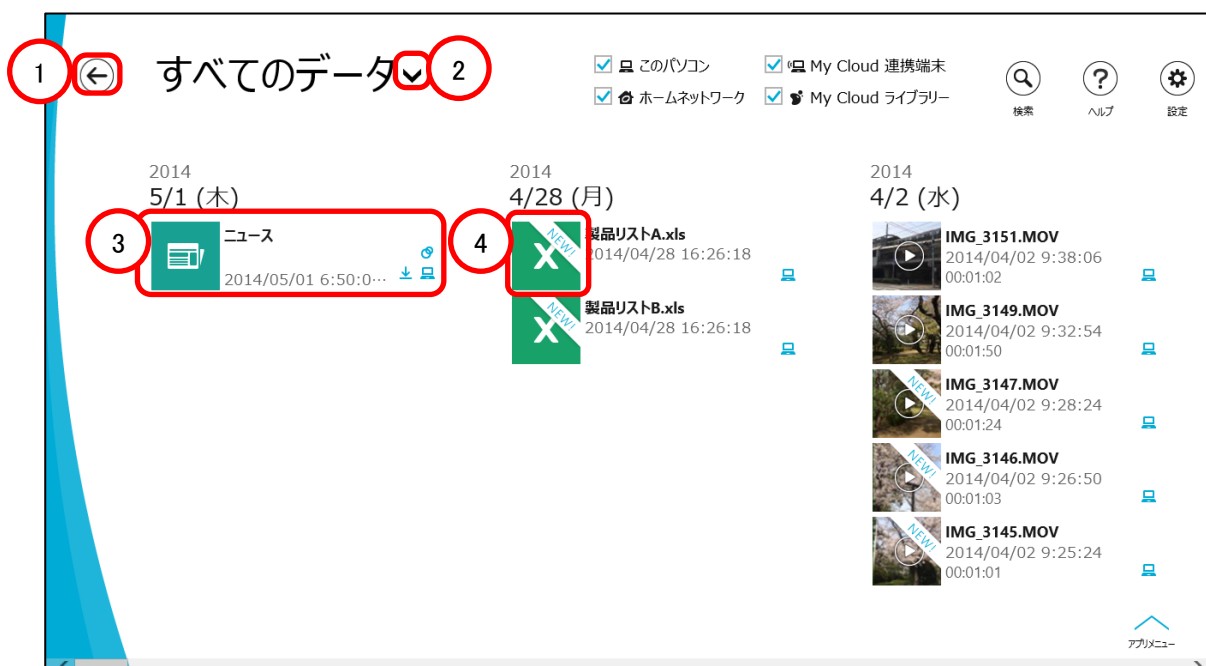 1
すべてのデータ
2
このパソコン
My Cloud 連携端末
ホームネットワーク
My Cloud ライブラリー
検索
ヘルプ
設定
2014
5/1 (木)
3
ニュース
2014/05/01 6:50:0…
2014
4/28 (月)
4
NEW!
製品リストA.xls
2014/04/28 16:26:18
NEW!
製品リストB.xls
2014/04/28 16:26:18
2014
4/2 (水)
IMG_3151.MOV
2014/04/02 9:38:06
00:01:02
IMG_3149.MOV
2014/04/02 9:32:54
00:01:50
NEW!
IMG_3147.MOV
2014/04/02 9:28:24
00:01:24
NEW!
IMG_3146.MOV
2014/04/02 9:26:50
00:01:03
NEW!
IMG_3145.MOV
2014/04/02 9:25:24
00:01:01
アプリメニュー